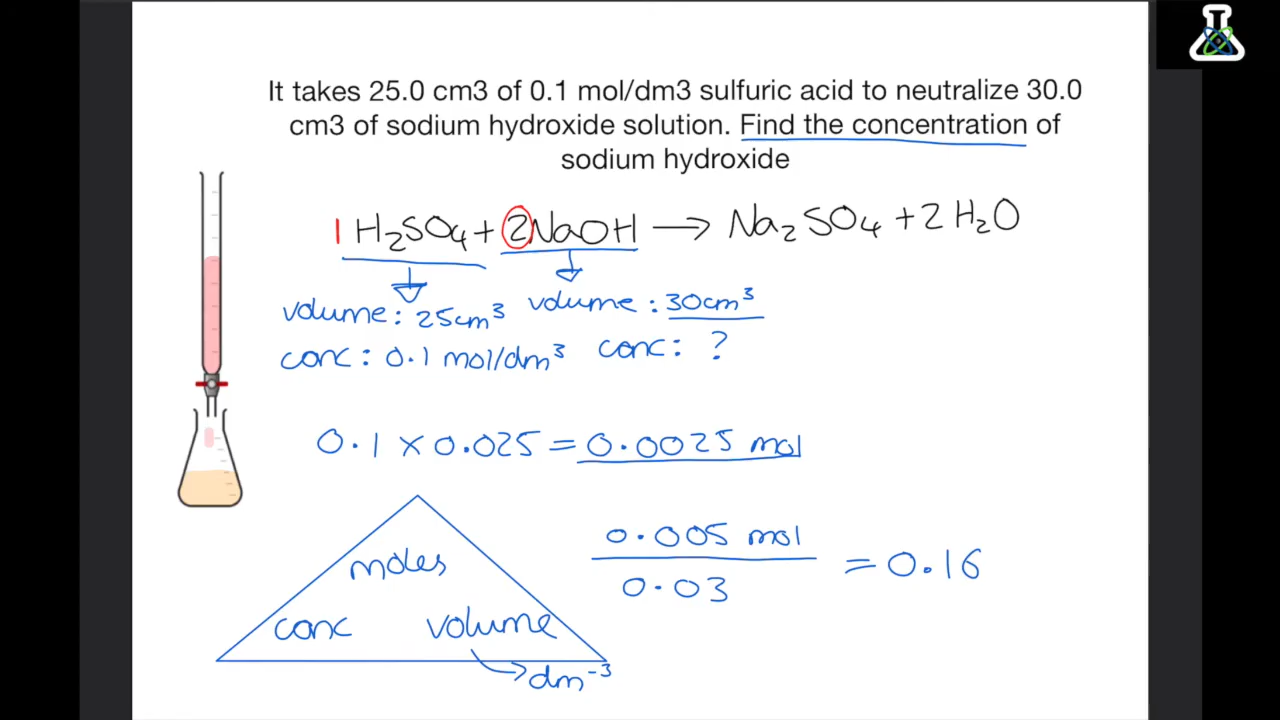 It takes 25.0 cm3 of 0.1 mol/dm3 sulfuric acid to neutralize 30.0
cm3 of sodium hydroxide solution. Find the concentration of
sodium hydroxide
1 H₂SO₄ + 2NaOH → Na₂SO₄ + 2H₂O
volume: 25cm³
conc: 0.1 mol/dm³
volume: 30cm³
conc: ?
0.1 × 0.025 = 0.0025 mol
moles
conc volume
→ dm⁻³
0.005 mol
0.03
= 0.16